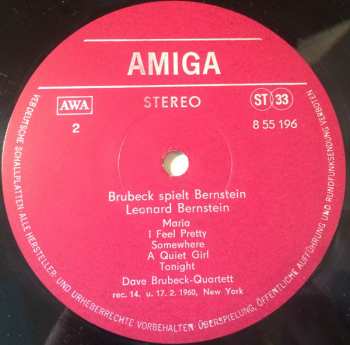 AMIGA
AWA
STEREO
ST 33
2
8 55 196
Brubeck spielt Bernstein
Leonard Bernstein
Maria
I Feel Pretty
Somewhere
A Quiet Girl
Tonight
Dave Brubeck-Quartett
rec. 14. u. 17. 2. 1960, New York
VEB DEUTSCHE SCHALLPLATTEN · ALLE HERSTELLER- UND URHEBERRECHTE VORBEHALTEN · ÜBERSPIELUNG, ÖFFENTLICHE AUFFÜHRUNG UND RUNDFUNKSENDUNG VERBOTEN